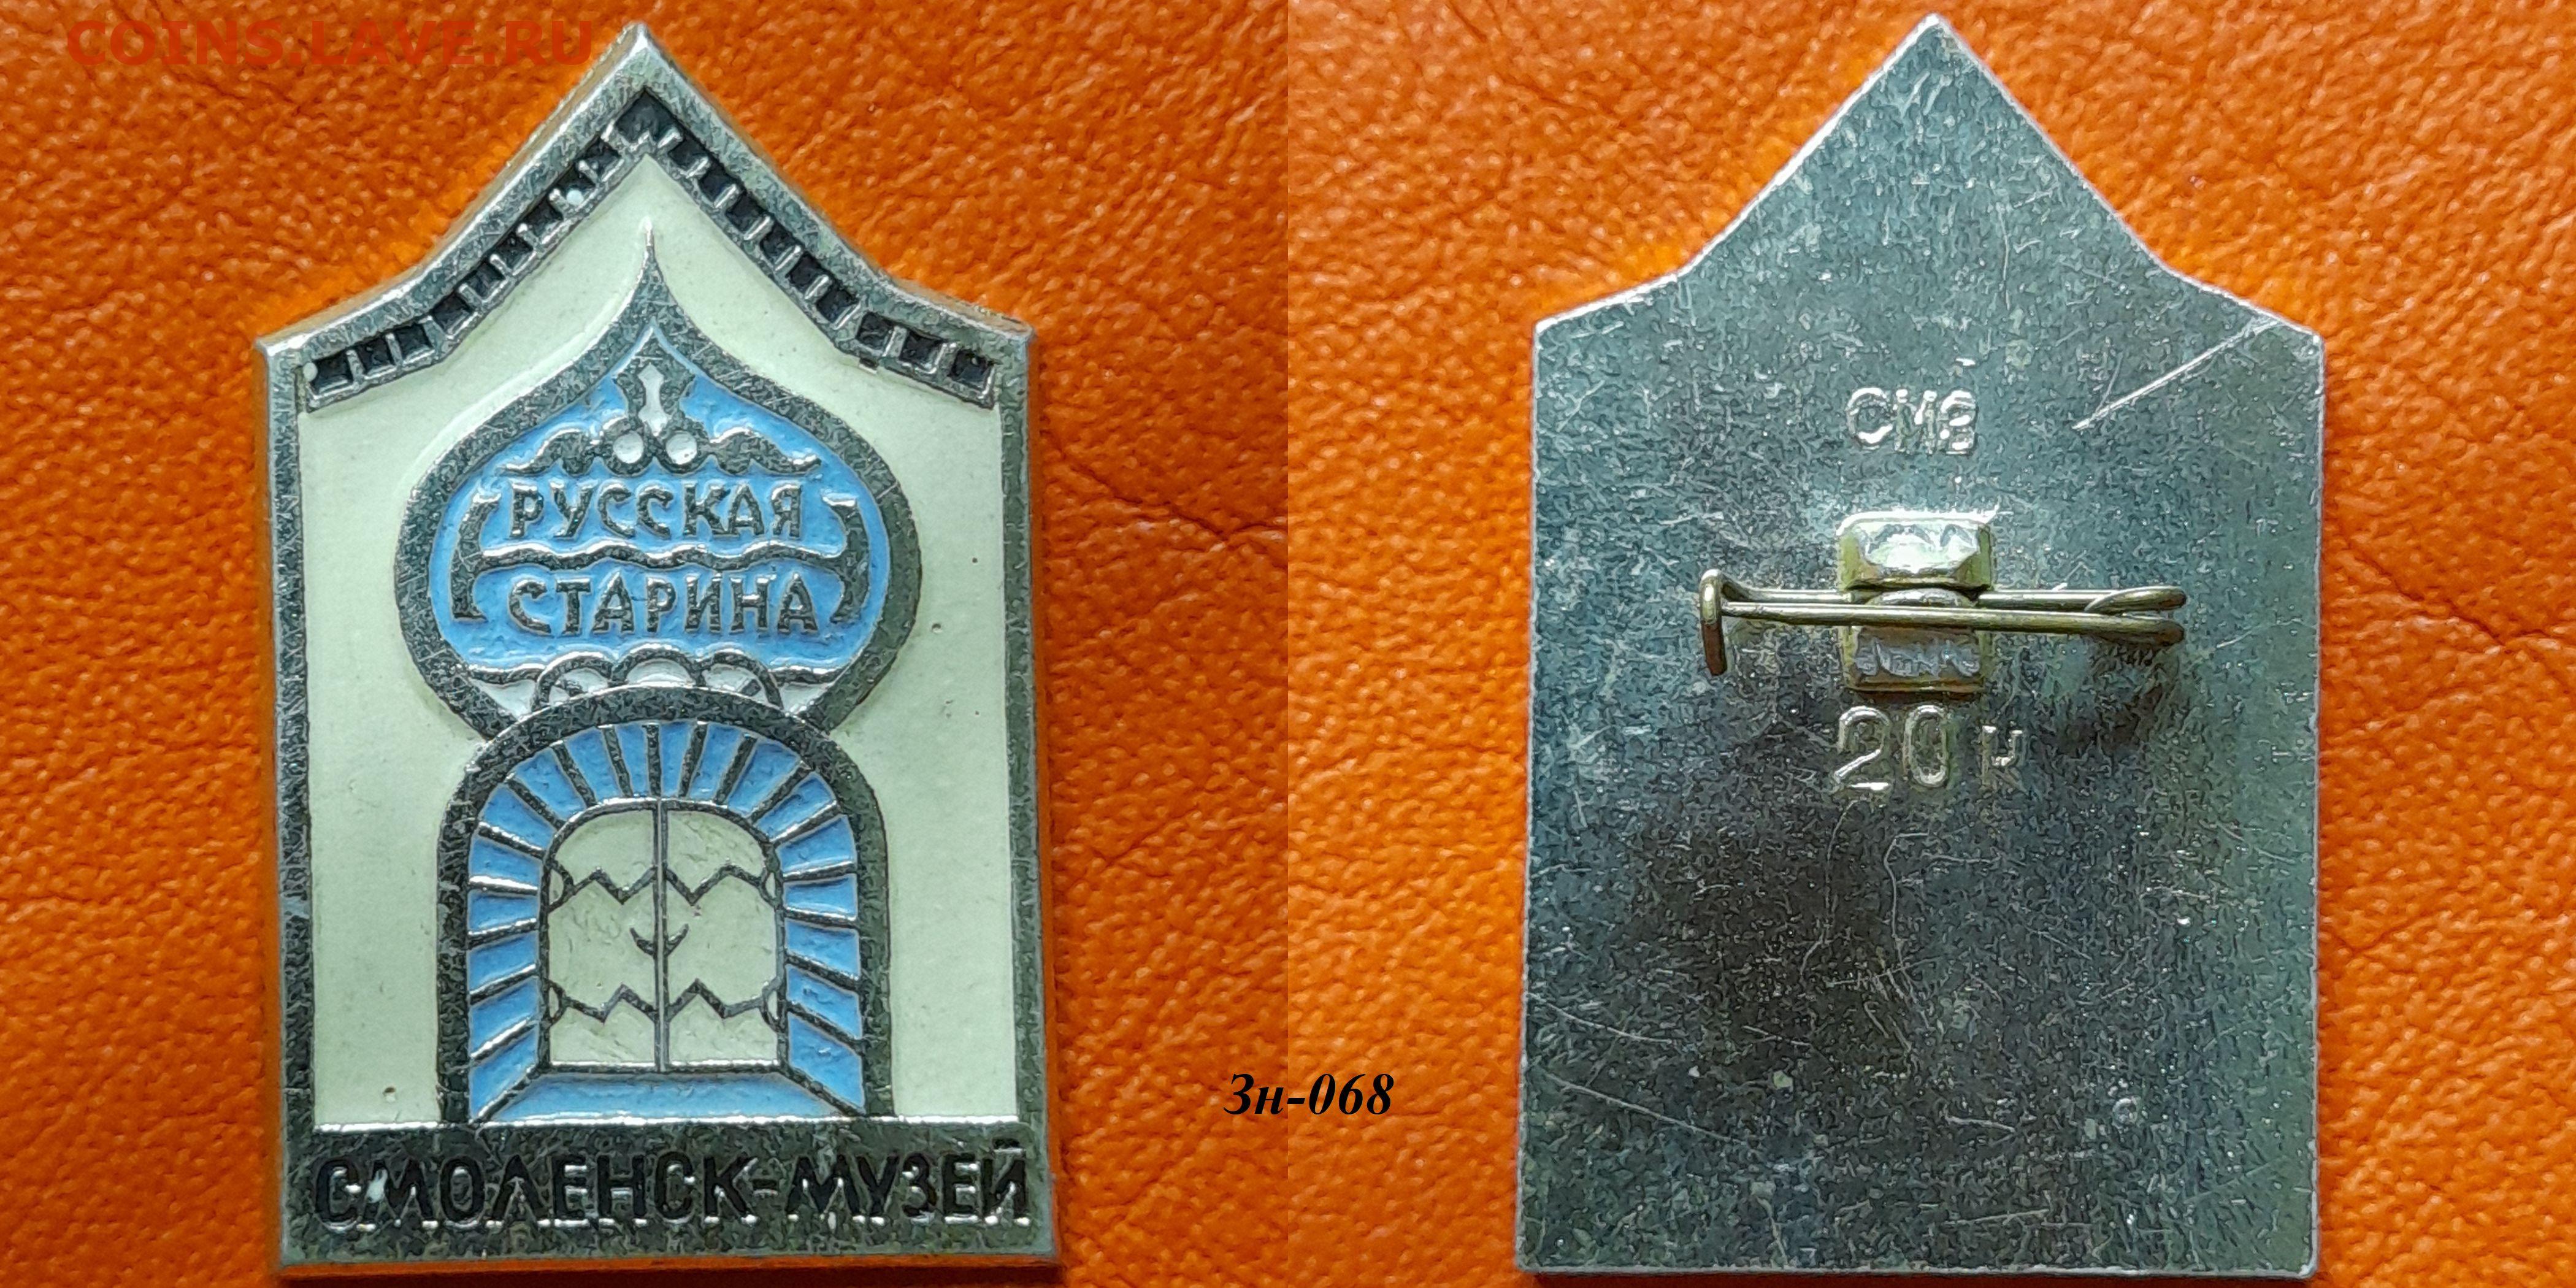 COINS.LAVE.RU
РУССКАЯ
СТАРИНА
СМОЛЕНСК-МУЗЕЙ
Зн-068
СМЗ
20 к